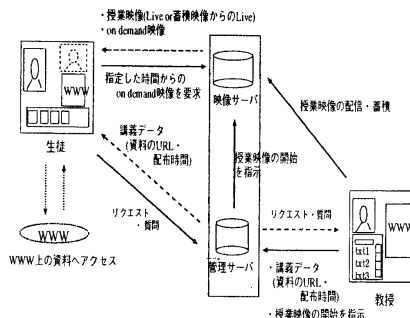 ・授業映像(Live or蓄積映像からのLive)
・on demand映像
WWW
指定した時間からの
on demand映像を要求
映像サーバ
授業映像の配信・蓄積
生徒
講義データ
(資料のURL・
配布時間)
授業映像の開始
を指示
WWW
リクエスト
・質問
リクエスト・質問
WWW
WWW上の資料へアクセス
管理サーバ
txt1
txt2
txt3
・講義データ
(資料のURL・
配布時間)
・授業映像の開始を指示
教授